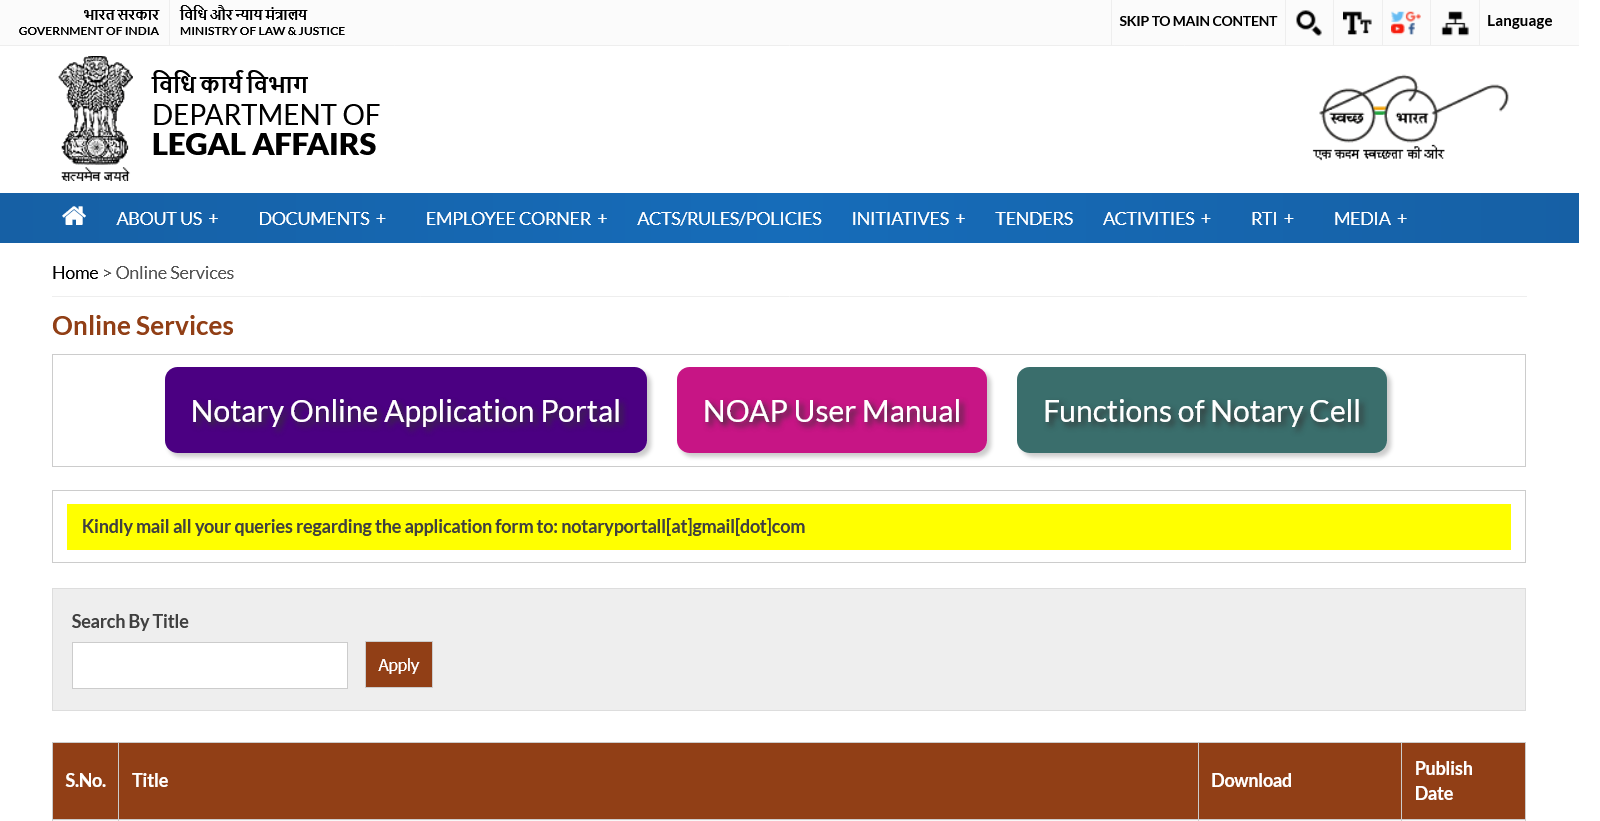 भारत सरकार
GOVERNMENT OF INDIA
विधि और न्याय मंत्रालय
MINISTRY OF LAW & JUSTICE
SKIP TO MAIN CONTENT
Language
सत्यमेव जयते
विधि कार्य विभाग
DEPARTMENT OF
LEGAL AFFAIRS
स्वच्छ भारत
एक कदम स्वच्छता की ओर
ABOUT US + DOCUMENTS + EMPLOYEE CORNER + ACTS/RULES/POLICIES INITIATIVES + TENDERS ACTIVITIES + RTI + MEDIA +
Home > Online Services
Online Services
Notary Online Application Portal
NOAP User Manual
Functions of Notary Cell
Kindly mail all your queries regarding the application form to: notaryportall[at]gmail[dot]com
Search By Title
Apply
S.No. Title Download Publish
Date